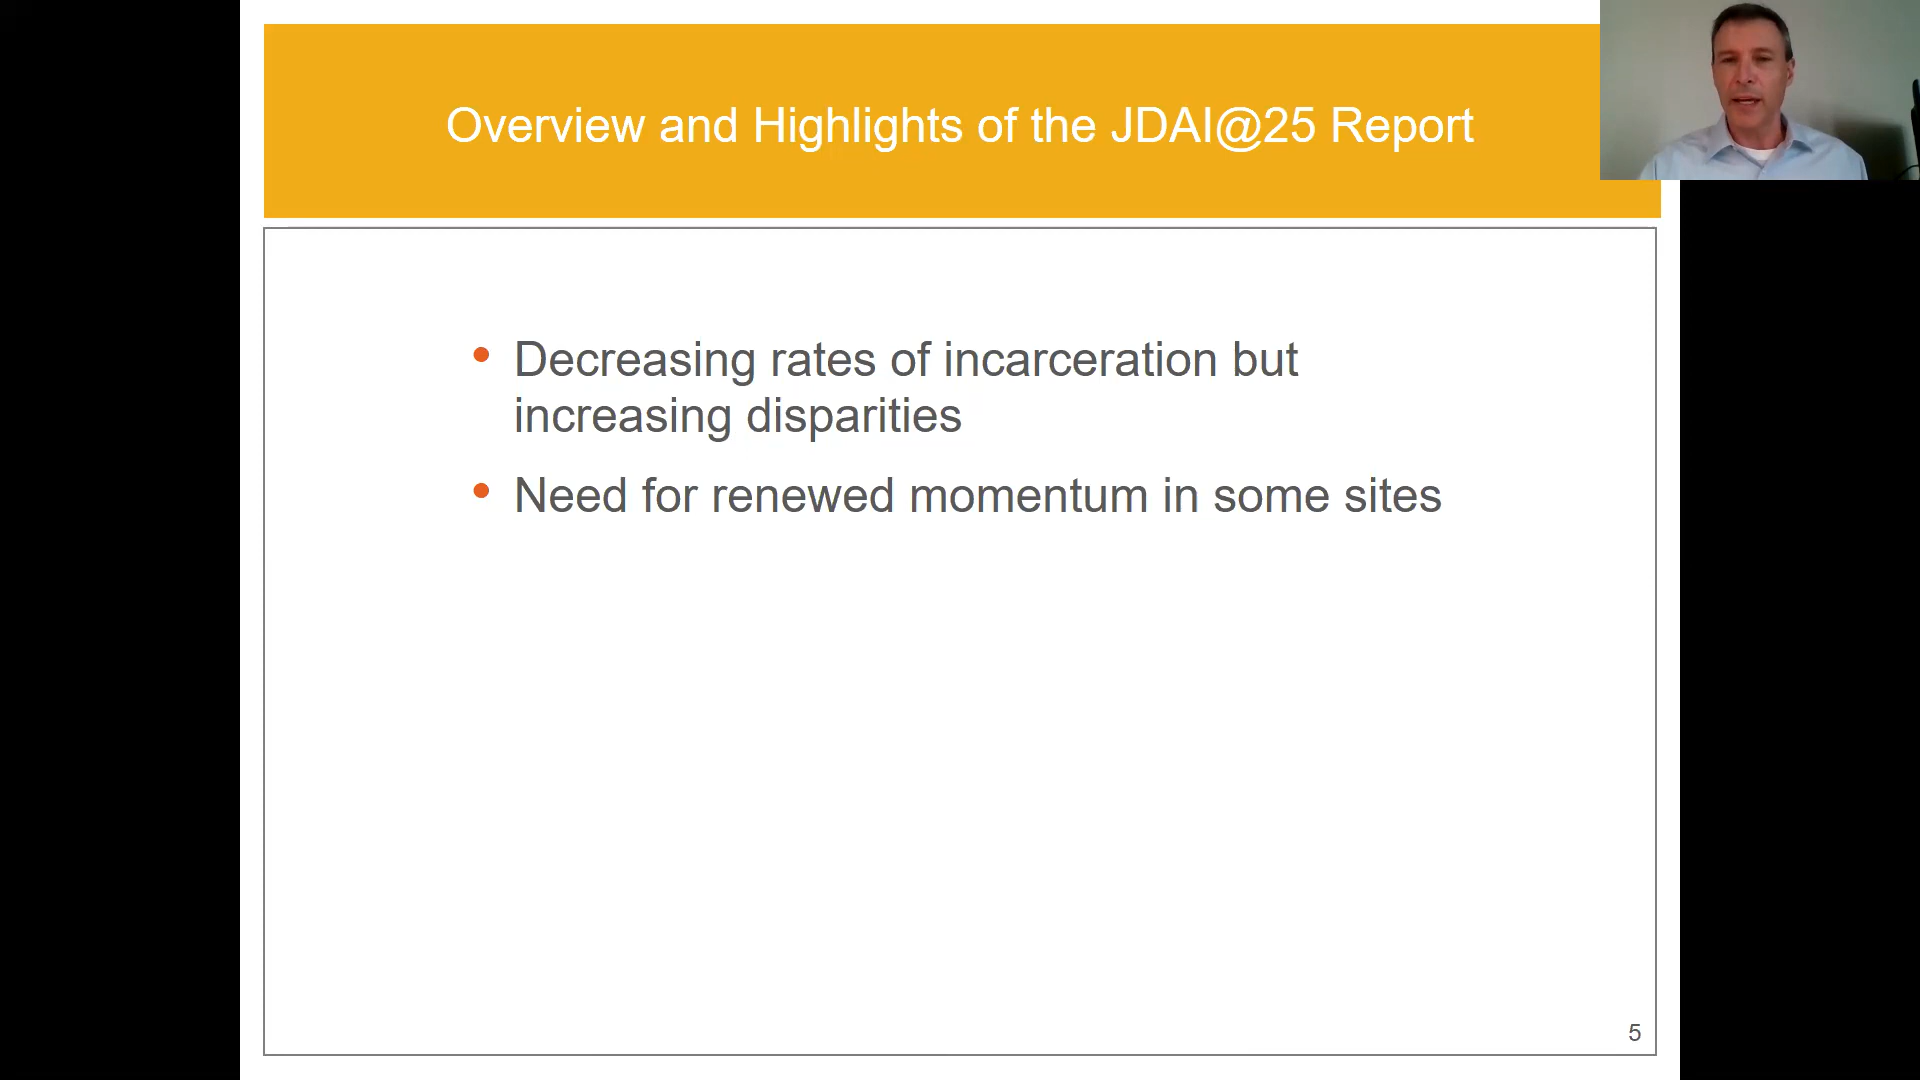 Overview and Highlights of the JDAI@25 Report
• Decreasing rates of incarceration but
increasing disparities
• Need for renewed momentum in some sites
5